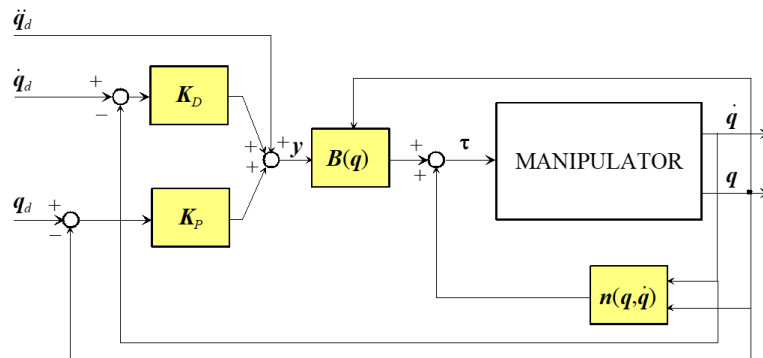 q̈_d
q̇_d
+
−
K_D
+
+
+
y
B(q)
+
+
τ
MANIPULATOR
q̇
q
q_d
+
−
K_P
n(q,q̇)